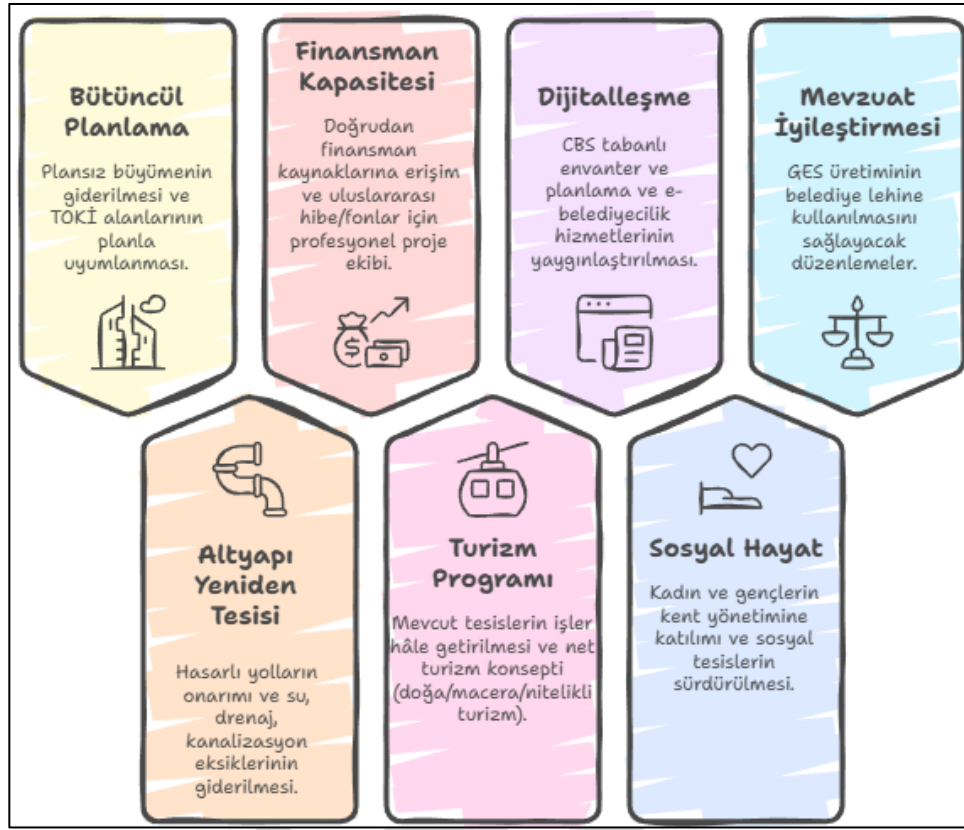 Bütüncül
Planlama
Plansız büyümenin
giderilmesi ve
TOKİ alanlarının
planla
uyumlanması.
Finansman
Kapasitesi
Doğrudan
finansman
kaynaklarına erişim
ve uluslararası
hibe/fonlar için
profesyonel proje
ekibi.
Dijitalleşme
CBS tabanlı
envanter ve
planlama ve e-
belediyecilik
hizmetlerinin
yaygınlaştırılması.
Mevzuat
İyileştirmesi
GES üretiminin
belediye lehine
kullanılmasını
sağlayacak
düzenlemeler.
Altyapı
Yeniden
Tesisi
Hasarlı yolların
onarımı ve su,
drenaj,
kanalizasyon
eksiklerinin
giderilmesi.
Turizm
Programı
Mevcut tesislerin işler
hâle getirilmesi ve net
turizm konsepti
(doğa/macera/nitelikli
turizm).
Sosyal Hayat
Kadın ve gençlerin
kent yönetimine
katılımı ve sosyal
tesislerin
sürdürülmesi.